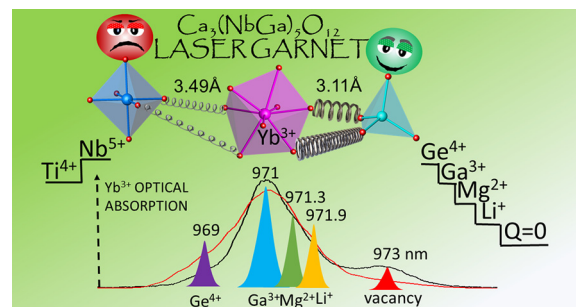 Ca₃(NbGa)₅O₁₂
LASER GARNET
3.49Å
3.11Å
Yb³⁺
Nb⁵⁺
Ti⁴⁺
Ge⁴⁺
Ga³⁺
Mg²⁺
Li⁺
Q=0
Yb³⁺ OPTICAL
ABSORPTION
971
971.3
971.9
969
973 nm
Ge⁴⁺
Ga³⁺Mg²⁺Li⁺
vacancy